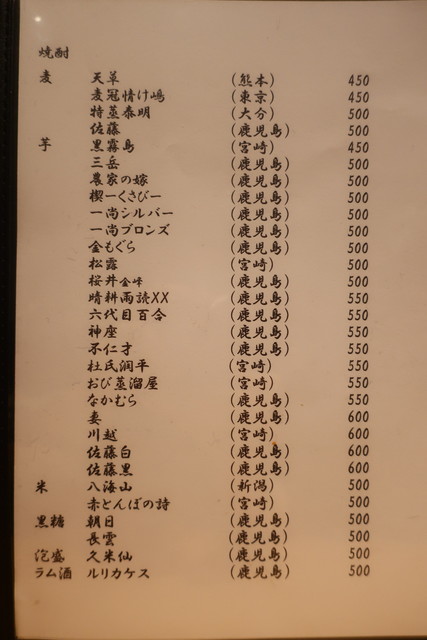 焼酎
麦 天草 (熊本) 450
麦冠情け嶋 (東京) 450
特蒸泰明 (大分) 500
佐藤 (鹿児島) 500
芋 黒霧島 (宮崎) 450
三岳 (鹿児島) 500
農家の嫁 (鹿児島) 500
楔ーくさびー (鹿児島) 500
一尚シルバー (鹿児島) 500
一尚ブロンズ (鹿児島) 500
金もぐら (鹿児島) 500
松露 (宮崎) 500
桜井金峰 (鹿児島) 500
晴耕雨読XX (鹿児島) 550
六代目百合 (鹿児島) 550
神座 (鹿児島) 550
不仁才 (鹿児島) 550
杜氏潤平 (宮崎) 550
おび蒸溜屋 (宮崎) 550
なかむら (鹿児島) 550
妻 (鹿児島) 600
川越 (宮崎) 600
佐藤白 (鹿児島) 600
佐藤黒 (鹿児島) 600
米 八海山 (新潟) 500
赤とんぼの詩 (宮崎) 500
黒糖 朝日 (鹿児島) 500
長雲 (鹿児島) 500
泡盛 久米仙 (鹿児島) 500
ラム酒 ルリカケス (鹿児島) 500